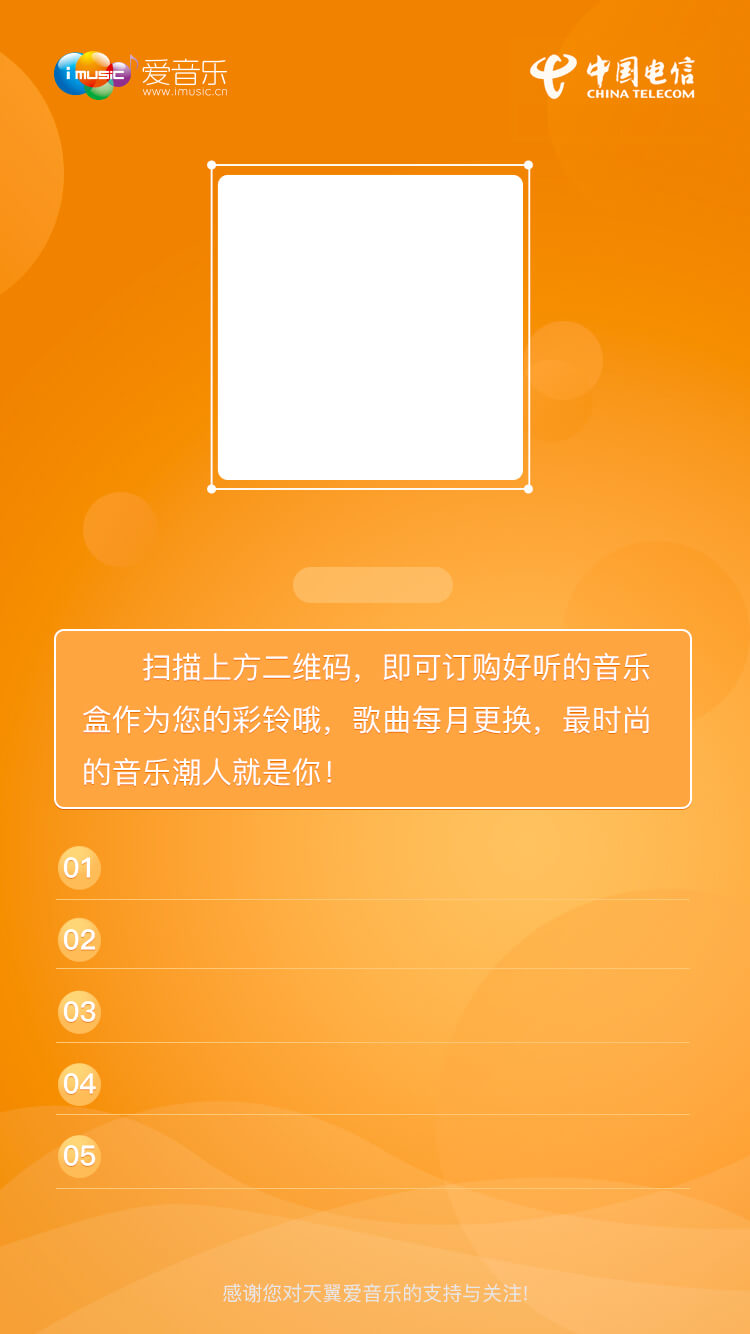 i music 爱音乐
www.imusic.cn
中国电信
CHINA TELECOM
扫描上方二维码，即可订购好听的音乐
盒作为您的彩铃哦，歌曲每月更换，最时尚
的音乐潮人就是你！
01
02
03
04
05
感谢您对天翼爱音乐的支持与关注!